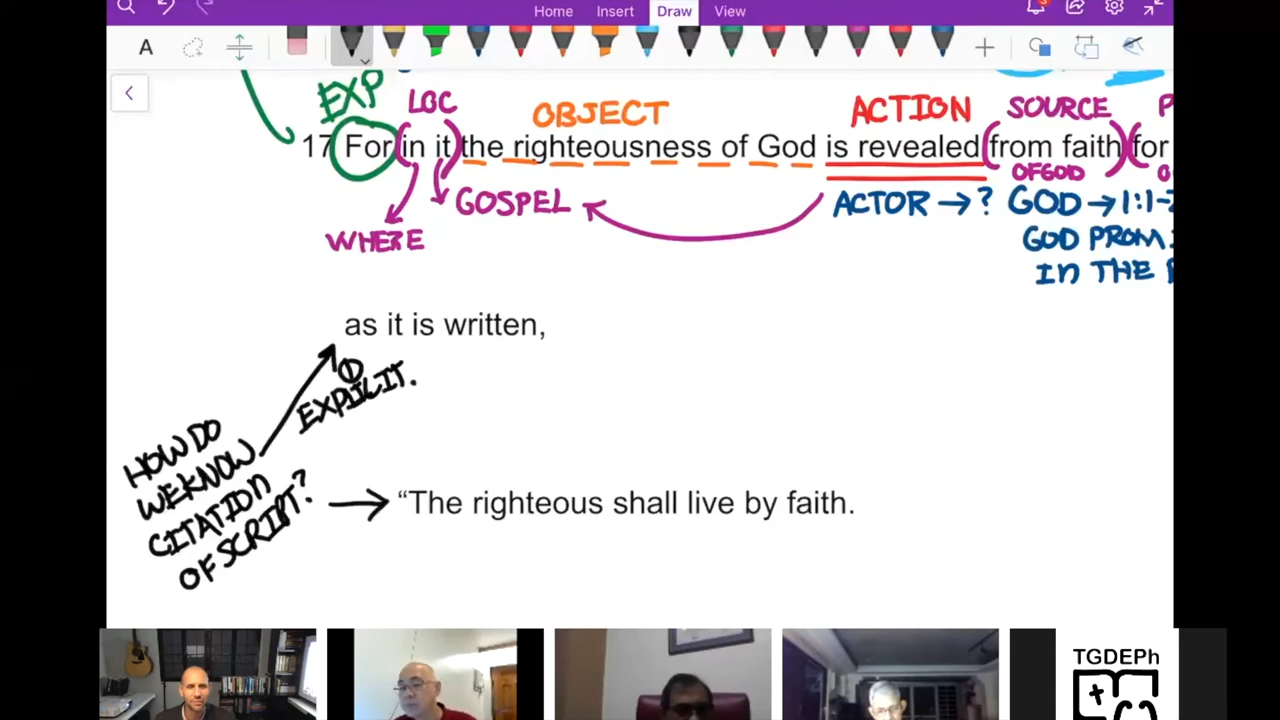 Home Insert Draw View
A
EXP
LOC
OBJECT
ACTION
SOURCE
P
17 For (in it) the righteousness of God is revealed (from faith) (for
OF GOD
GOSPEL
ACTOR → ? GOD → 1:1-2
WHERE
GOD PROM
IN THE P
as it is written,
① EXPLICIT.
HOW DO
WE KNOW
CITATION
OF SCRIPT?
→ “The righteous shall live by faith.
TGDEPh